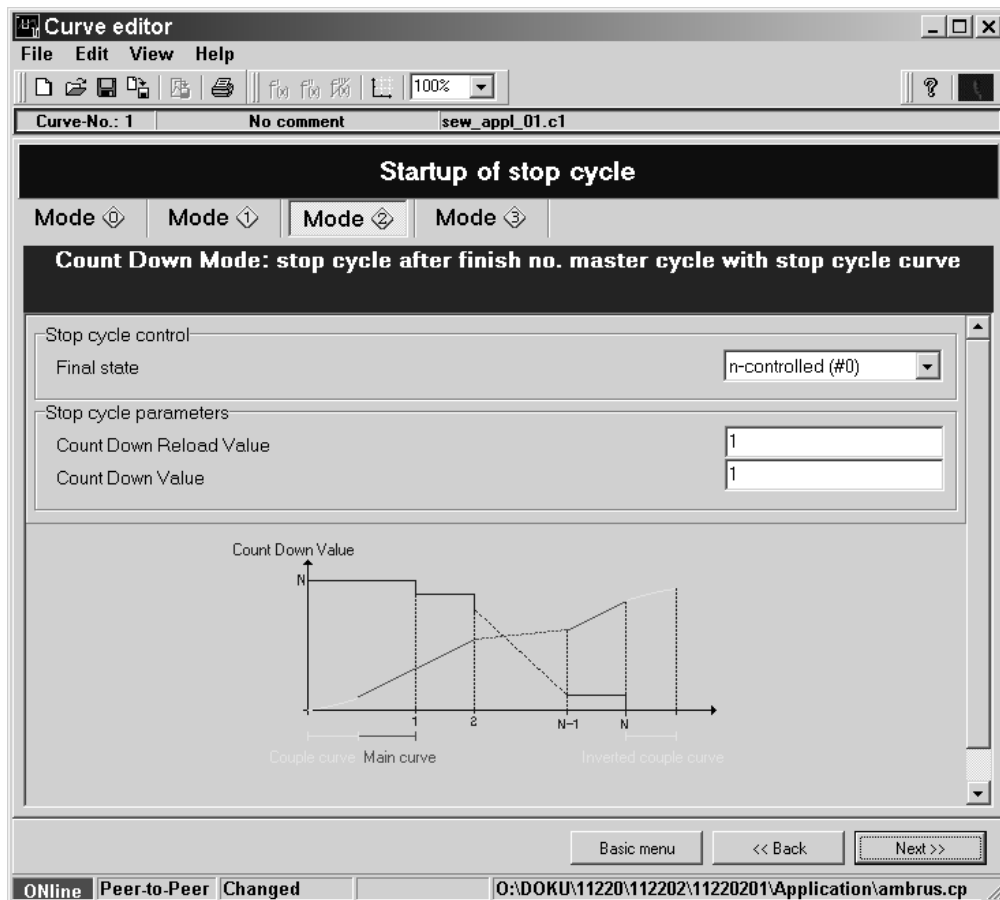 Curve editor
File Edit View Help
100%
Curve-No.: 1 No comment sew_appl_01.c1
Startup of stop cycle
Mode 0 Mode 1 Mode 2 Mode 3
Count Down Mode: stop cycle after finish no. master cycle with stop cycle curve
Stop cycle control
Final state n-controlled (#0)
Stop cycle parameters
Count Down Reload Value 1
Count Down Value 1
Count Down Value
N
1 2 N-1 N
Couple curve Main curve Inverted couple curve
Basic menu << Back Next >>
ONline Peer-to-Peer Changed O:\DOKU\11220\112202\11220201\Application\ambrus.cp